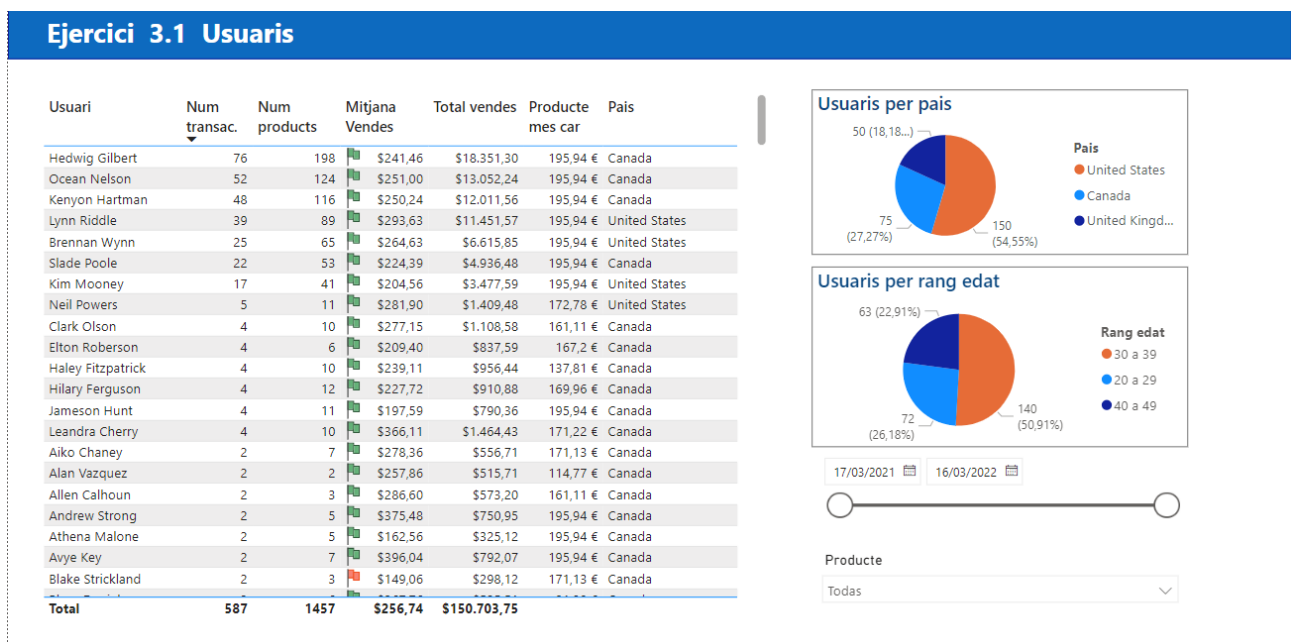 Ejercici 3.1 Usuaris
Usuari Num transac. Num products Mitjana Vendes Total vendes Producte mes car Pais
Hedwig Gilbert 76 198 $241,46 $18.351,30 195,94 € Canada
Ocean Nelson 52 124 $251,00 $13.052,24 195,94 € Canada
Kenyon Hartman 48 116 $250,24 $12.011,56 195,94 € Canada
Lynn Riddle 39 89 $293,63 $11.451,57 195,94 € United States
Brennan Wynn 25 65 $264,63 $6.615,85 195,94 € United States
Slade Poole 22 53 $224,39 $4.936,48 195,94 € Canada
Kim Mooney 17 41 $204,56 $3.477,59 195,94 € United States
Neil Powers 5 11 $281,90 $1.409,48 172,78 € United States
Clark Olson 4 10 $277,15 $1.108,58 161,11 € Canada
Elton Roberson 4 6 $209,40 $837,59 167,2 € Canada
Haley Fitzpatrick 4 10 $239,11 $956,44 137,81 € Canada
Hilary Ferguson 4 12 $227,72 $910,88 169,96 € Canada
Jameson Hunt 4 11 $197,59 $790,36 195,94 € Canada
Leandra Cherry 4 10 $366,11 $1.464,43 171,22 € Canada
Aiko Chaney 2 7 $278,36 $556,71 171,13 € Canada
Alan Vazquez 2 2 $257,86 $515,71 114,77 € Canada
Allen Calhoun 2 3 $286,60 $573,20 161,11 € Canada
Andrew Strong 2 5 $375,48 $750,95 195,94 € Canada
Athena Malone 2 5 $162,56 $325,12 195,94 € Canada
Avye Key 2 7 $396,04 $792,07 195,94 € Canada
Blake Strickland 2 3 $149,06 $298,12 171,13 € Canada
Total 587 1457 $256,74 $150.703,75
Usuaris per pais
50 (18,18...)
75
(27,27%)
150
(54,55%)
Pais
United States
Canada
United Kingd...
Usuaris per rang edat
63 (22,91%)
72
(26,18%)
140
(50,91%)
Rang edat
30 a 39
20 a 29
40 a 49
17/03/2021 16/03/2022
Producte
Todas